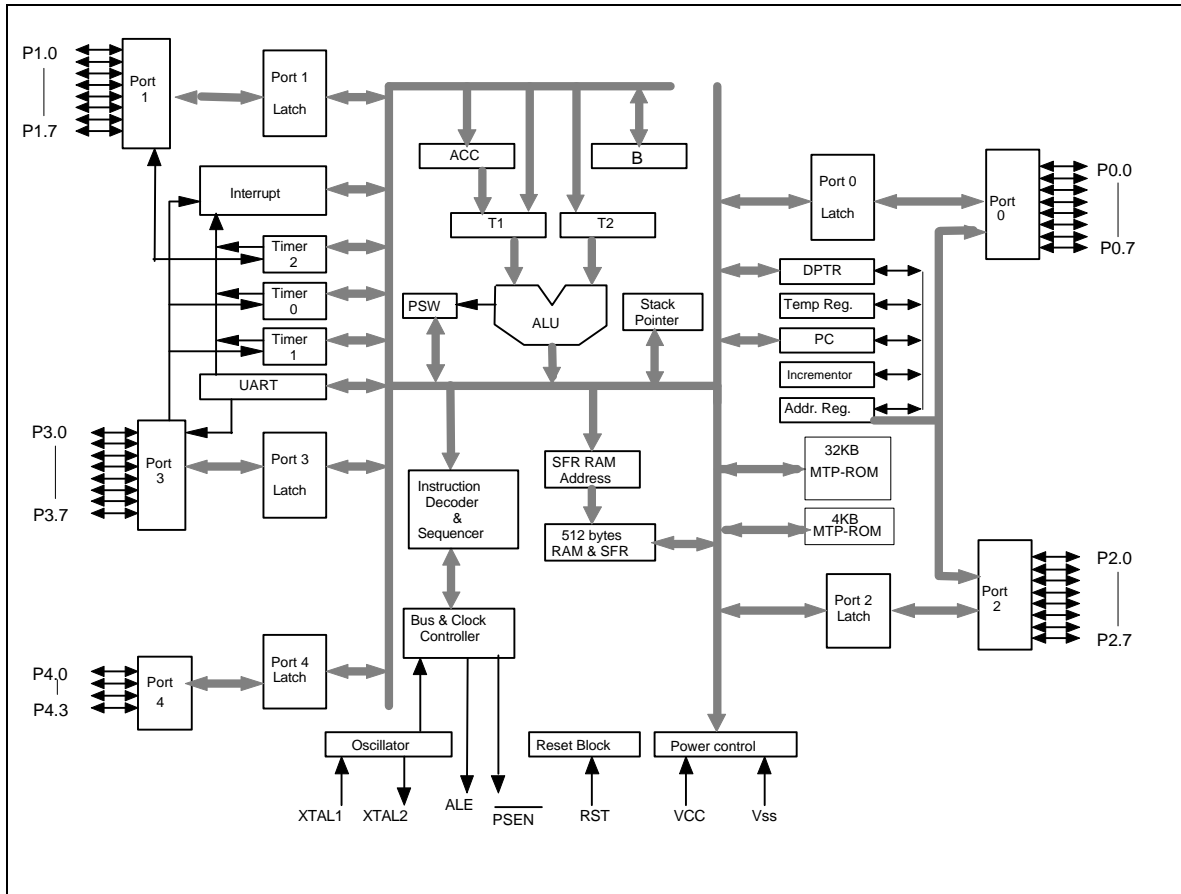 P1.0
P1.7
Port
1
Port 1
Latch
Interrupt
Timer
2
Timer
0
Timer
1
UART
P3.0
P3.7
Port
3
Port 3
Latch
P4.0
P4.3
Port
4
Port 4
Latch
ACC
B
T1
T2
PSW
ALU
Stack
Pointer
Instruction
Decoder
&
Sequencer
SFR RAM
Address
512 bytes
RAM & SFR
Bus & Clock
Controller
Oscillator
Reset Block
Power control
XTAL1
XTAL2
ALE
PSEN
RST
VCC
Vss
Port 0
Latch
Port
0
P0.0
P0.7
DPTR
Temp Reg.
PC
Incrementor
Addr. Reg.
32KB
MTP-ROM
4KB
MTP-ROM
Port 2
Latch
Port
2
P2.0
P2.7